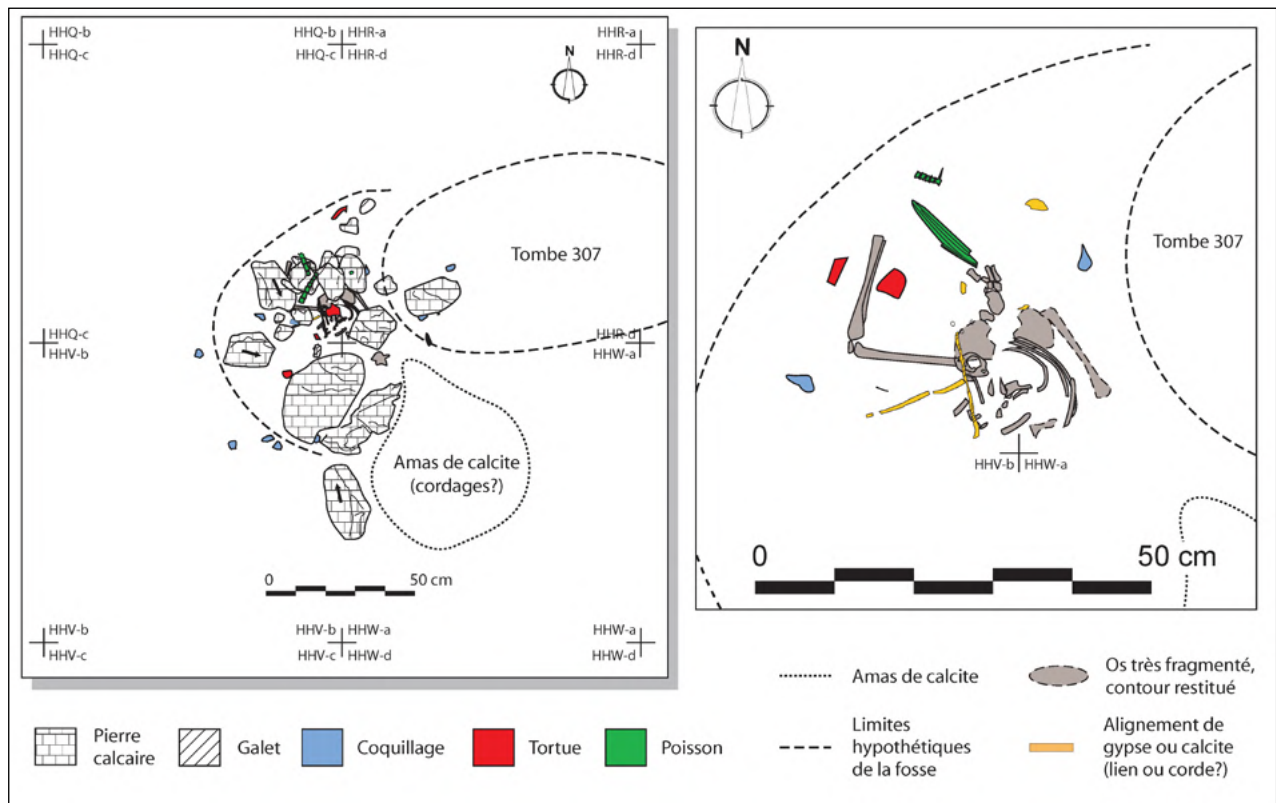 HHQ-b
HHQ-c
HHQ-b HHR-a
HHQ-c HHR-d
HHR-a
HHR-d
N
Tombe 307
HHQ-c
HHV-b
HHR-d
HHW-a
Amas de calcite
(cordages?)
0 50 cm
HHV-b
HHV-c
HHV-b HHW-a
HHV-c HHW-d
HHW-a
HHW-d
N
Tombe 307
HHV-b HHW-a
0 50 cm
Amas de calcite
Os très fragmenté,
contour restitué
Pierre
calcaire
Galet
Coquillage
Tortue
Poisson
Limites
hypothétiques
de la fosse
Alignement de
gypse ou calcite
(lien ou corde?)